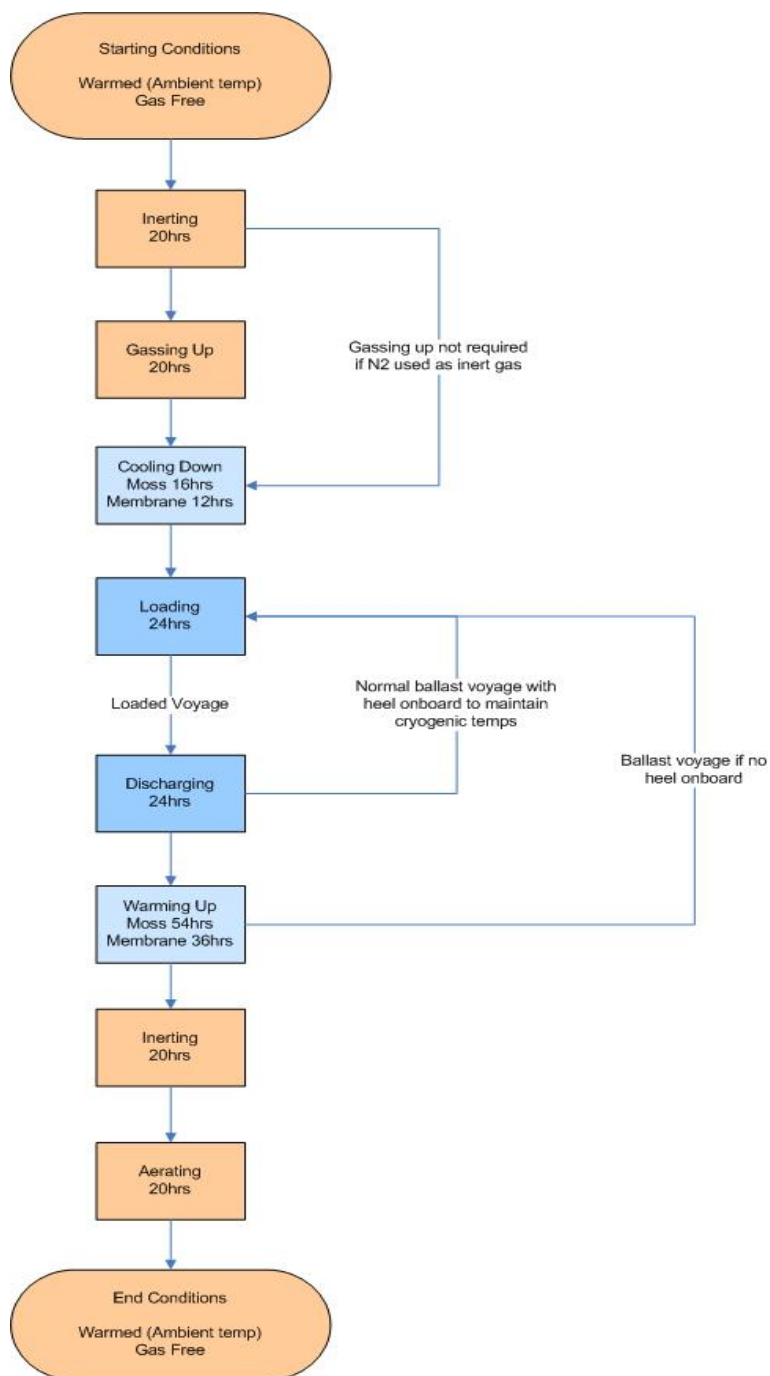 Starting Conditions
Warmed (Ambient temp)
Gas Free
Inerting
20hrs
Gassing Up
20hrs
Gassing up not required
if N2 used as inert gas
Cooling Down
Moss 16hrs
Membrane 12hrs
Loading
24hrs
Loaded Voyage
Normal ballast voyage with
heel onboard to maintain
cryogenic temps
Ballast voyage if no
heel onboard
Discharging
24hrs
Warming Up
Moss 54hrs
Membrane 36hrs
Inerting
20hrs
Aerating
20hrs
End Conditions
Warmed (Ambient temp)
Gas Free